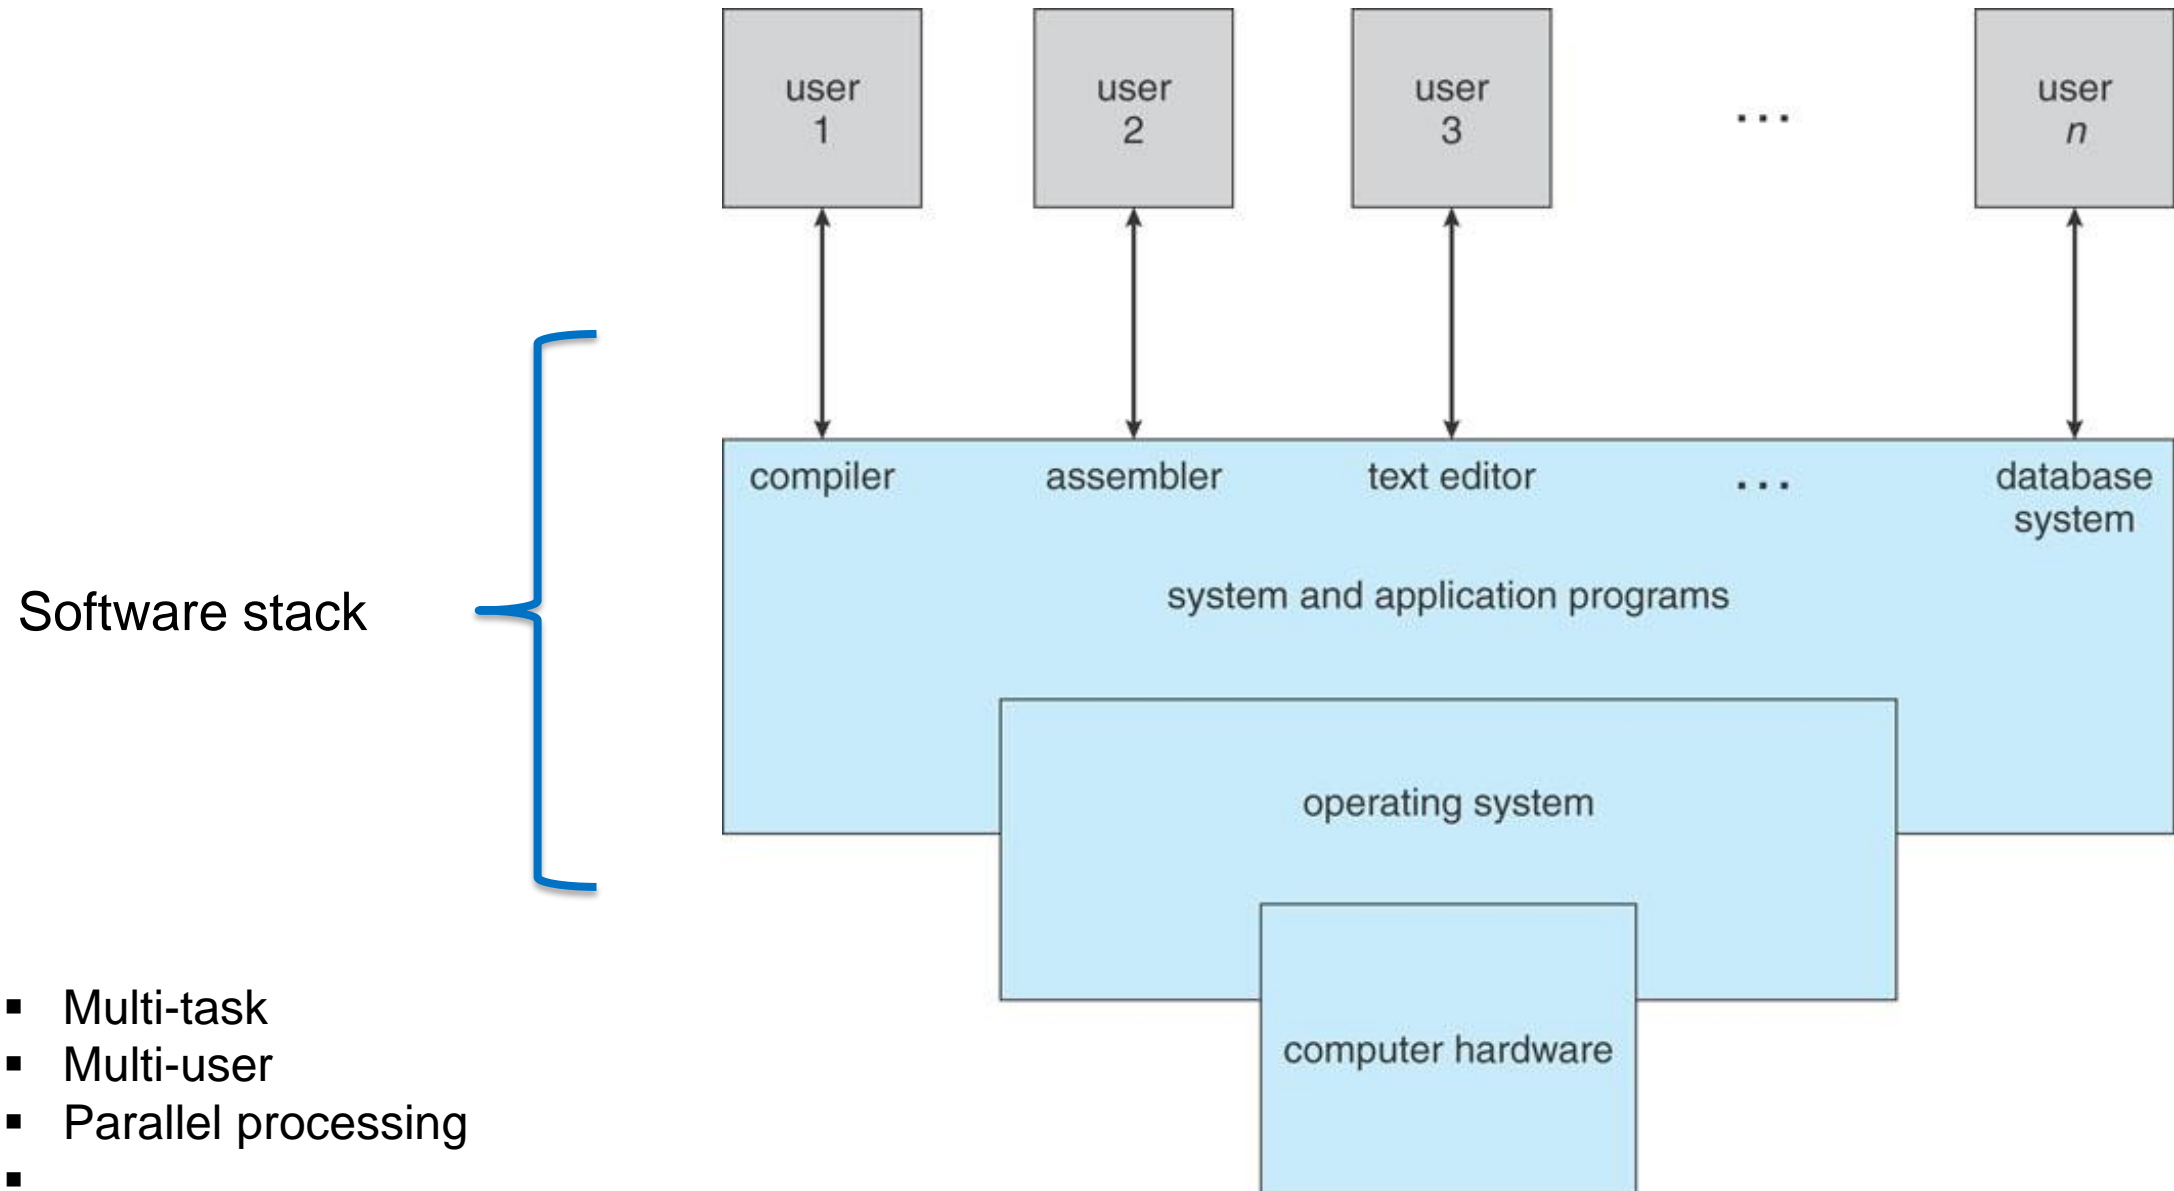 user
1
user
2
user
3
...
user
n
compiler
assembler
text editor
...
database
system
system and application programs
Software stack
operating system
computer hardware
▪ Multi-task
▪ Multi-user
▪ Parallel processing
▪